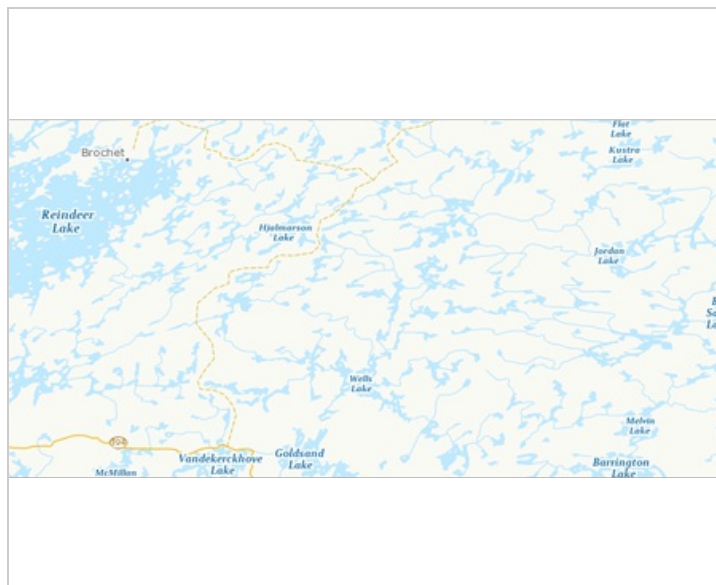 Flat
Lake
Kustra
Lake
Brochet
Reindeer
Lake
Hjalmarson
Lake
Jordan
Lake
Wells
Lake
Melvin
Lake
394
Vandekerckhove
Lake
Goldsand
Lake
Barrington
Lake
McMillan